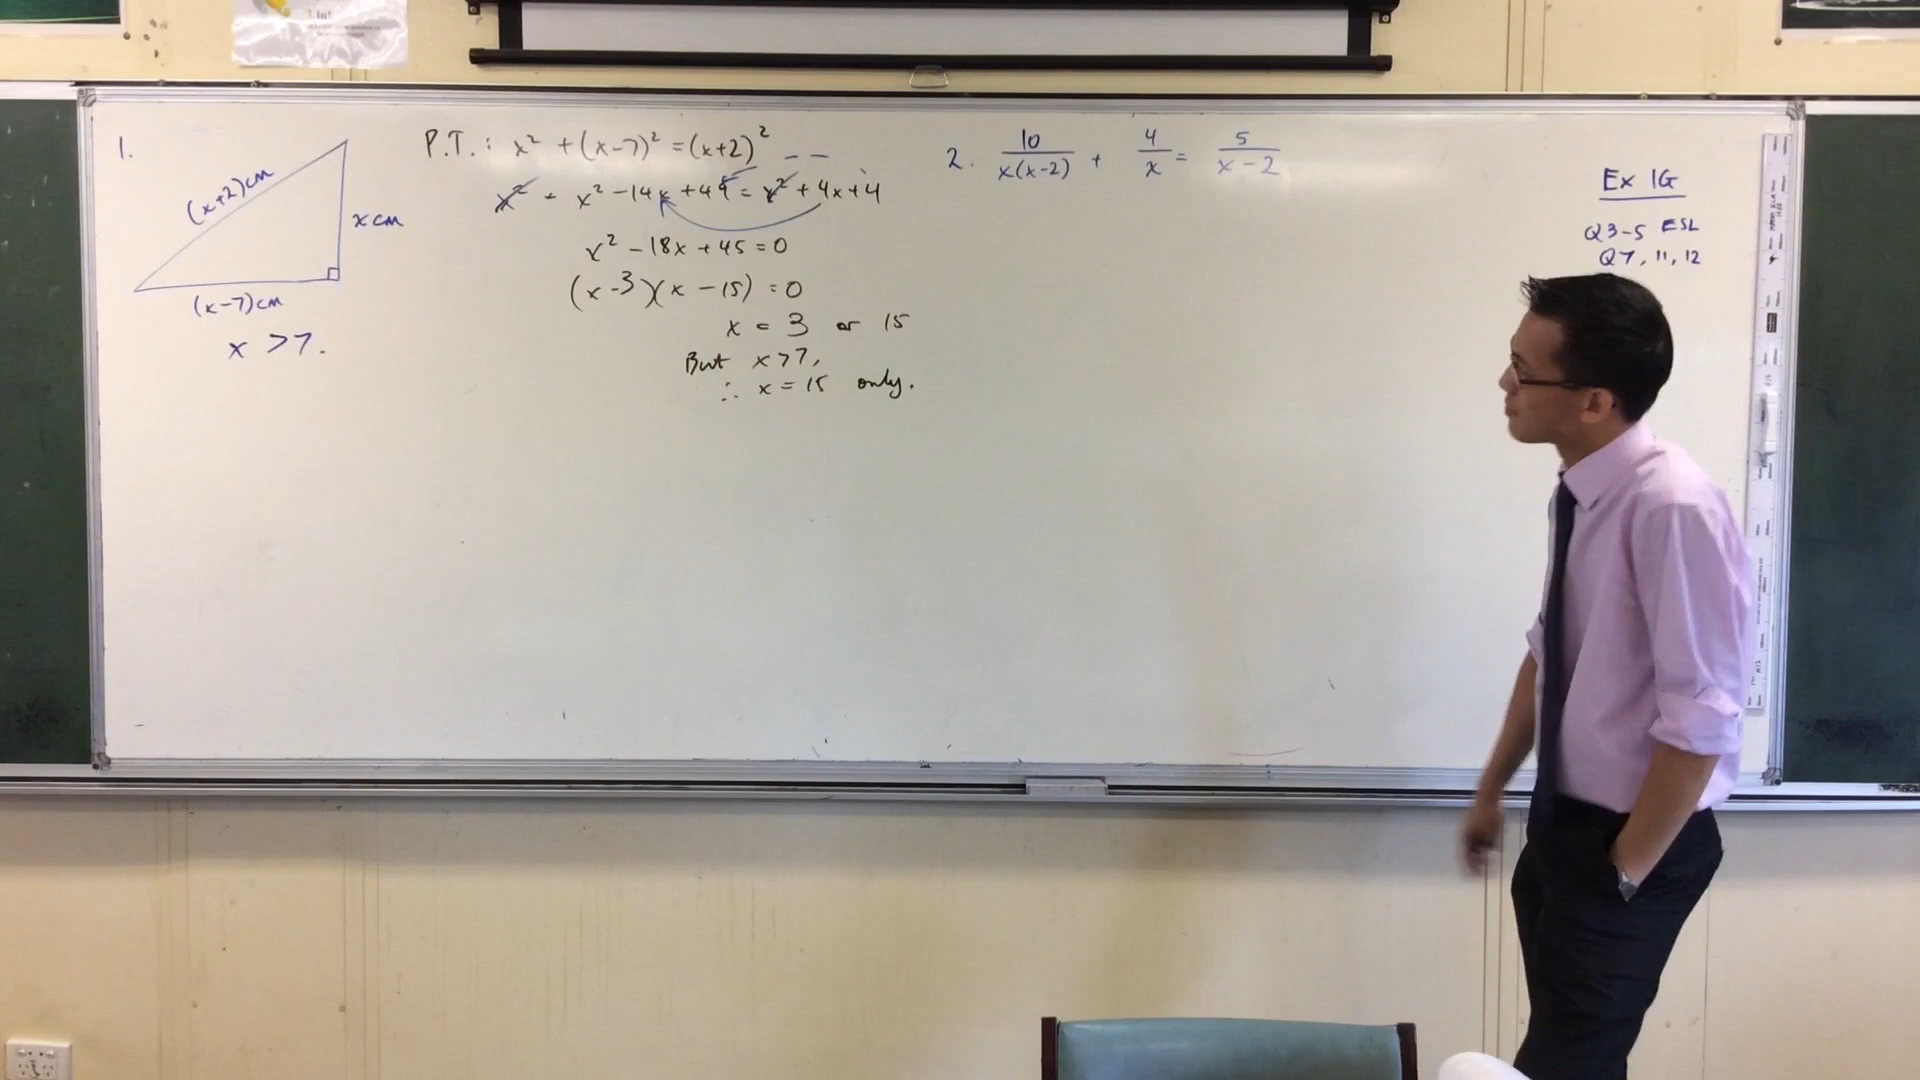 1.
(x+2)cm
x cm
(x-7)cm
x > 7.
P.T.: x² + (x-7)² = (x+2)²
x² + x² - 14x + 49 = x² + 4x + 4
x² - 18x + 45 = 0
(x - 3)(x - 15) = 0
x = 3 or 15
But x > 7,
∴ x = 15 only.
2. 10/x(x-2) + 4/x = 5/x-2
Ex 1G
Q3-5 ESL
Q7, 11, 12